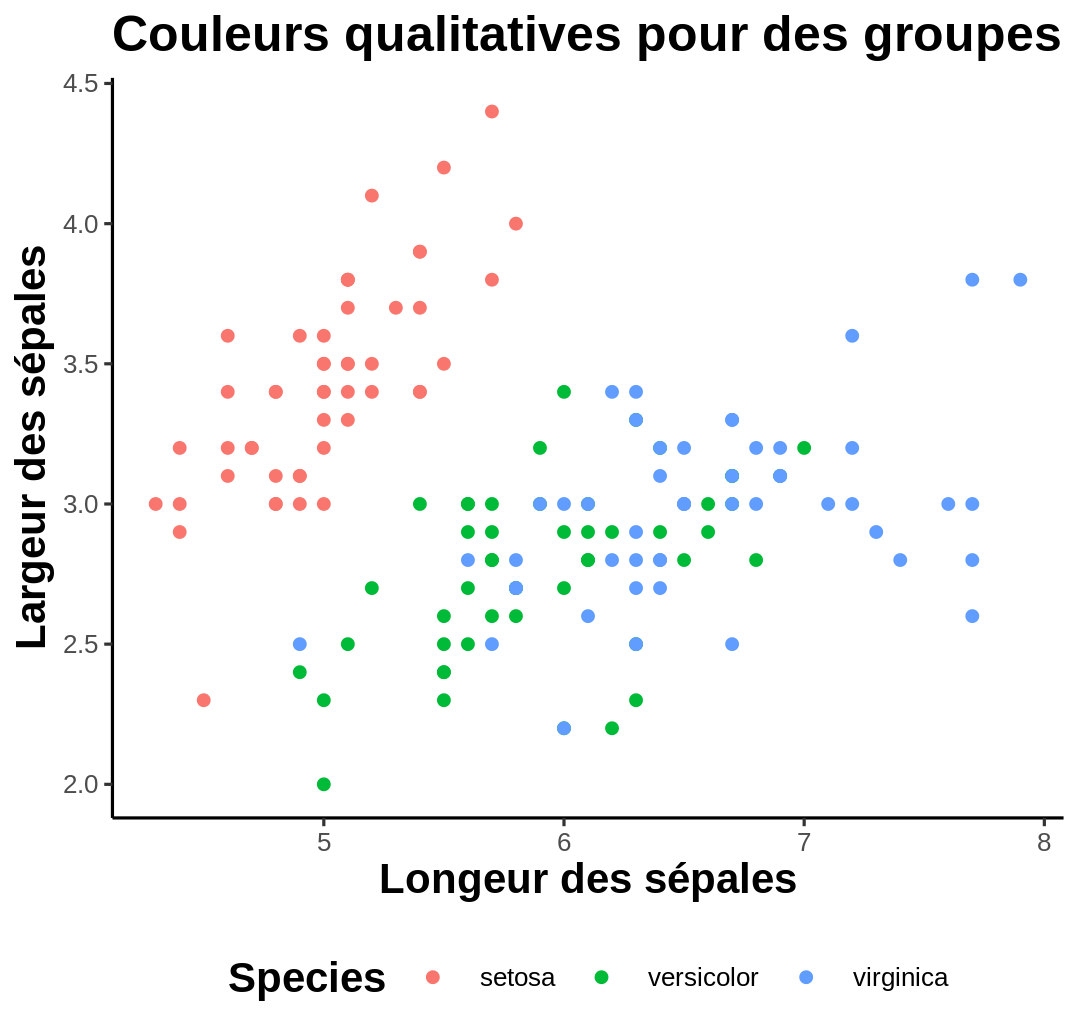 Couleurs qualitatives pour des groupes
4.5
4.0
3.5
3.0
2.5
2.0
Largeur des sépales
5 6 7 8
Longeur des sépales
Species setosa versicolor virginica